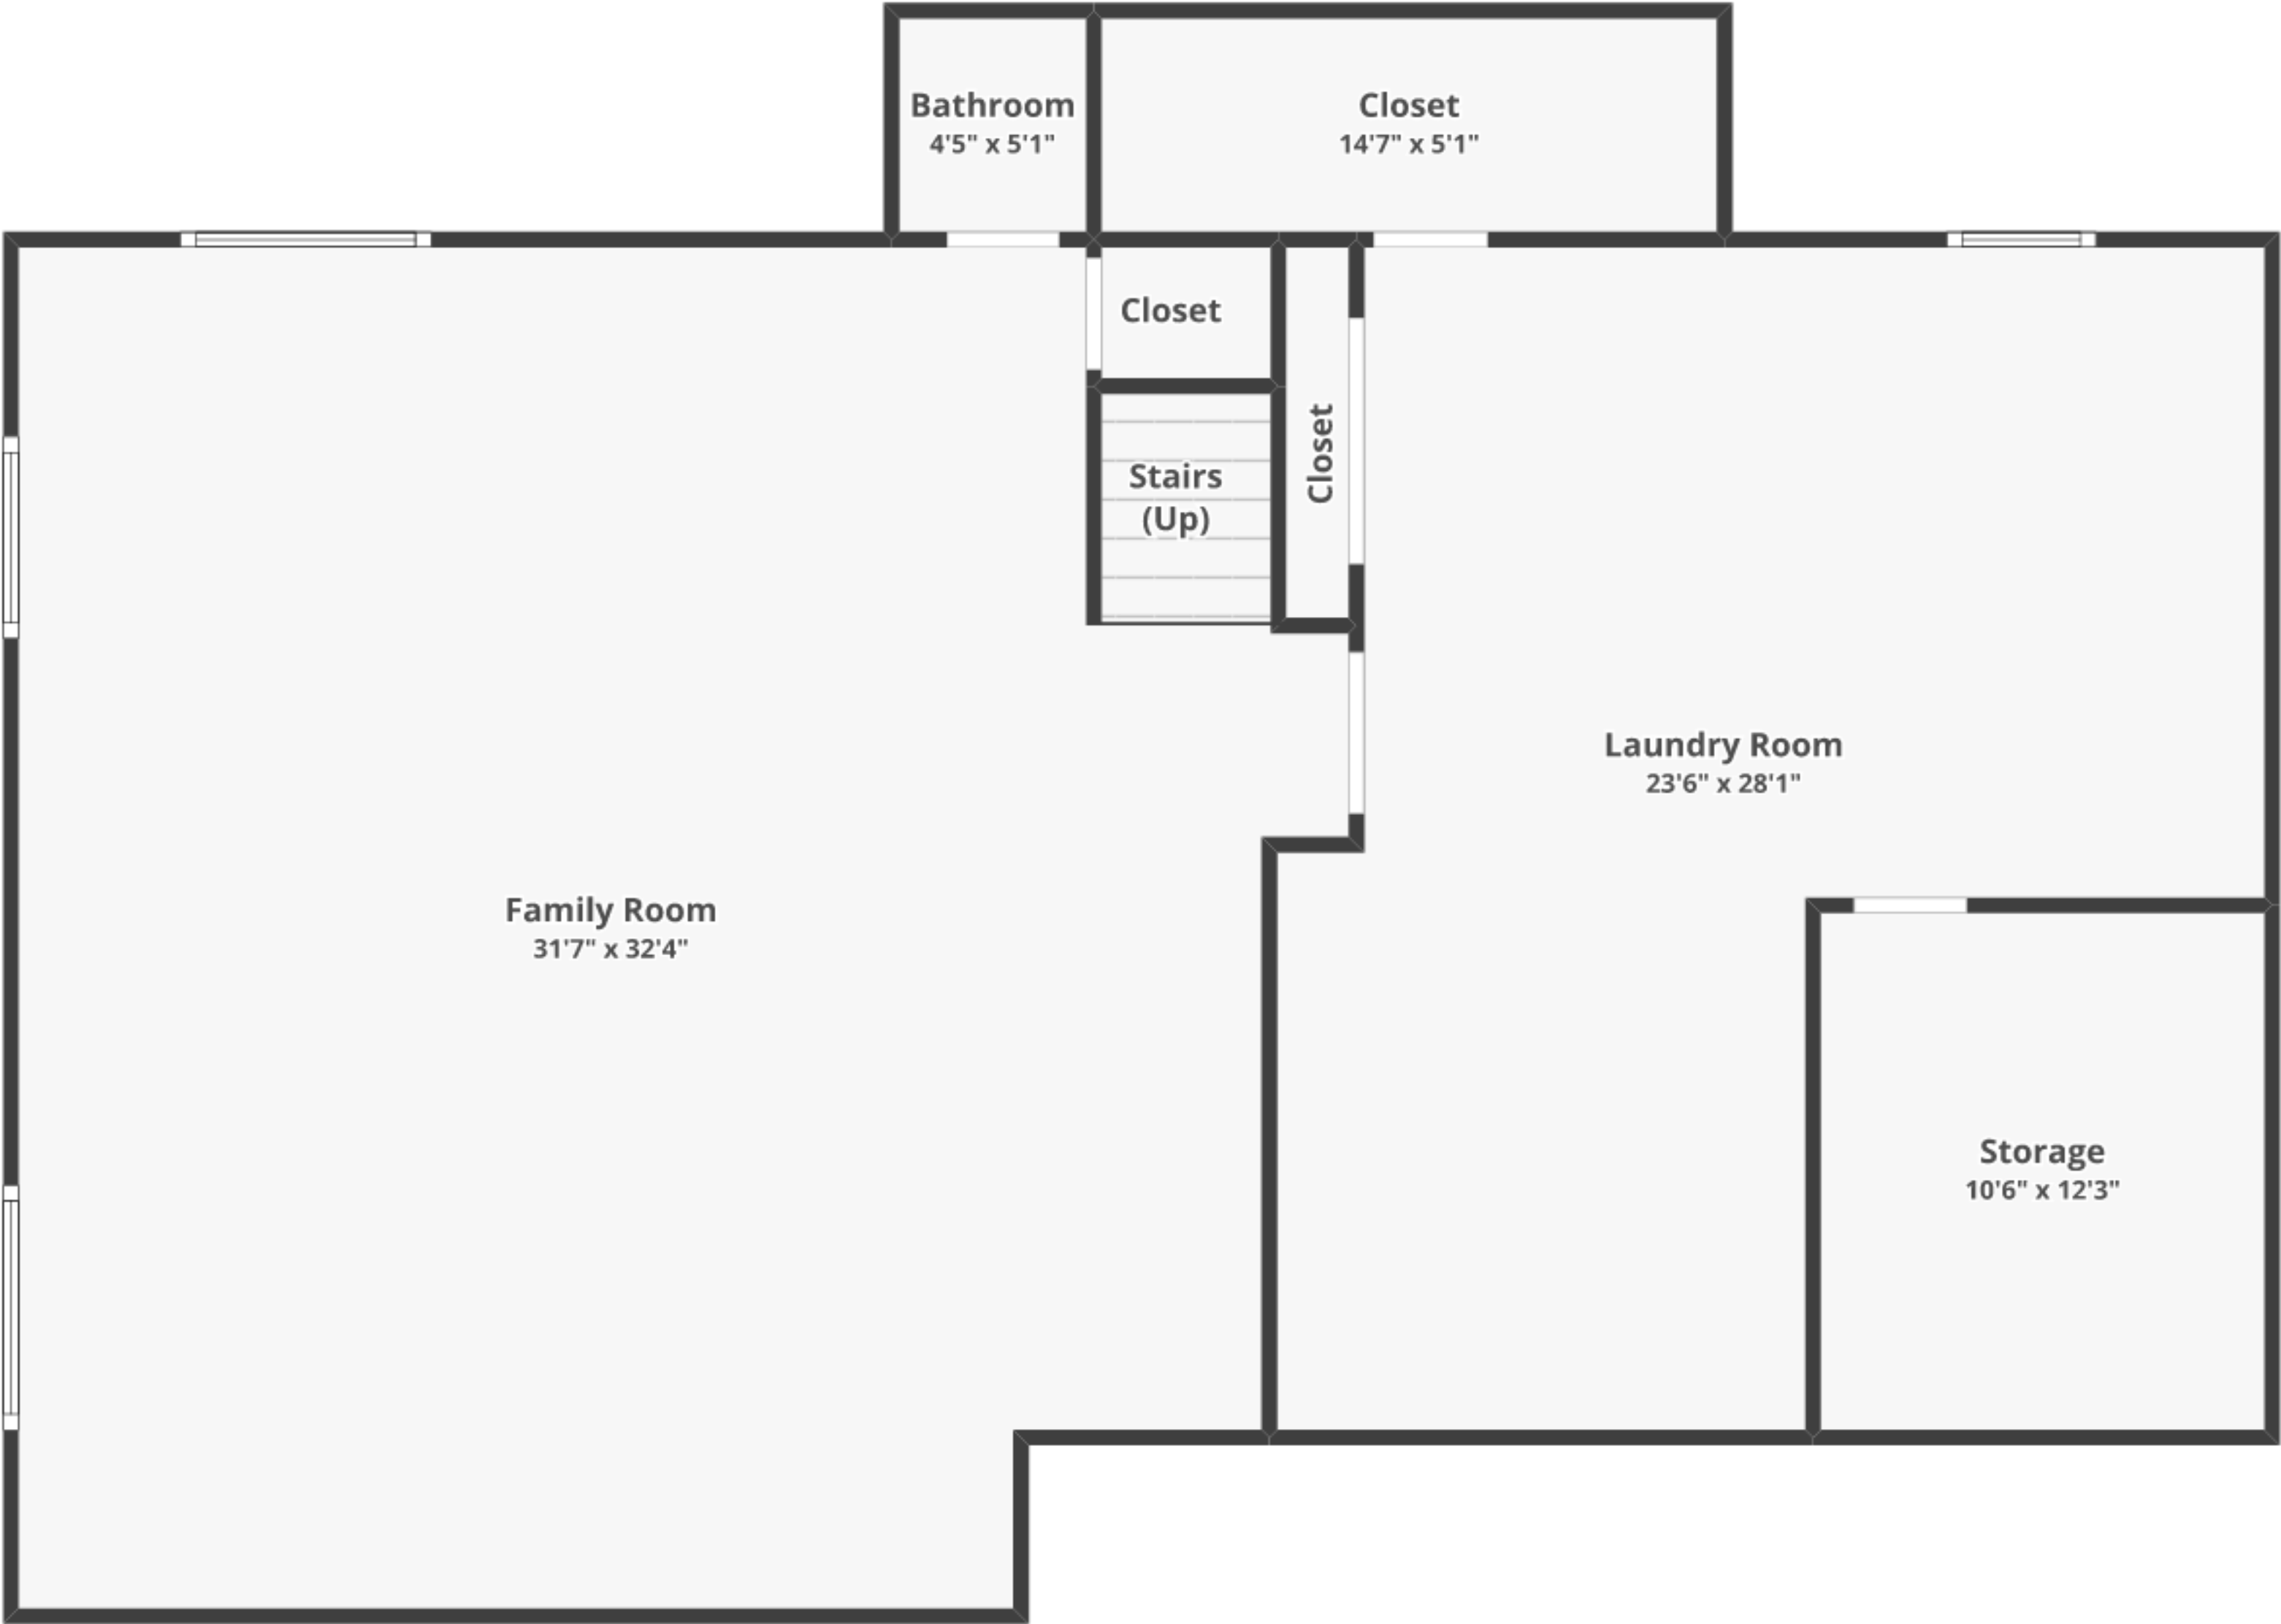 Bathroom
4'5" x 5'1"
Closet
14'7" x 5'1"
Closet
Closet
Stairs
(Up)
Laundry Room
23'6" x 28'1"
Family Room
31'7" x 32'4"
Storage
10'6" x 12'3"